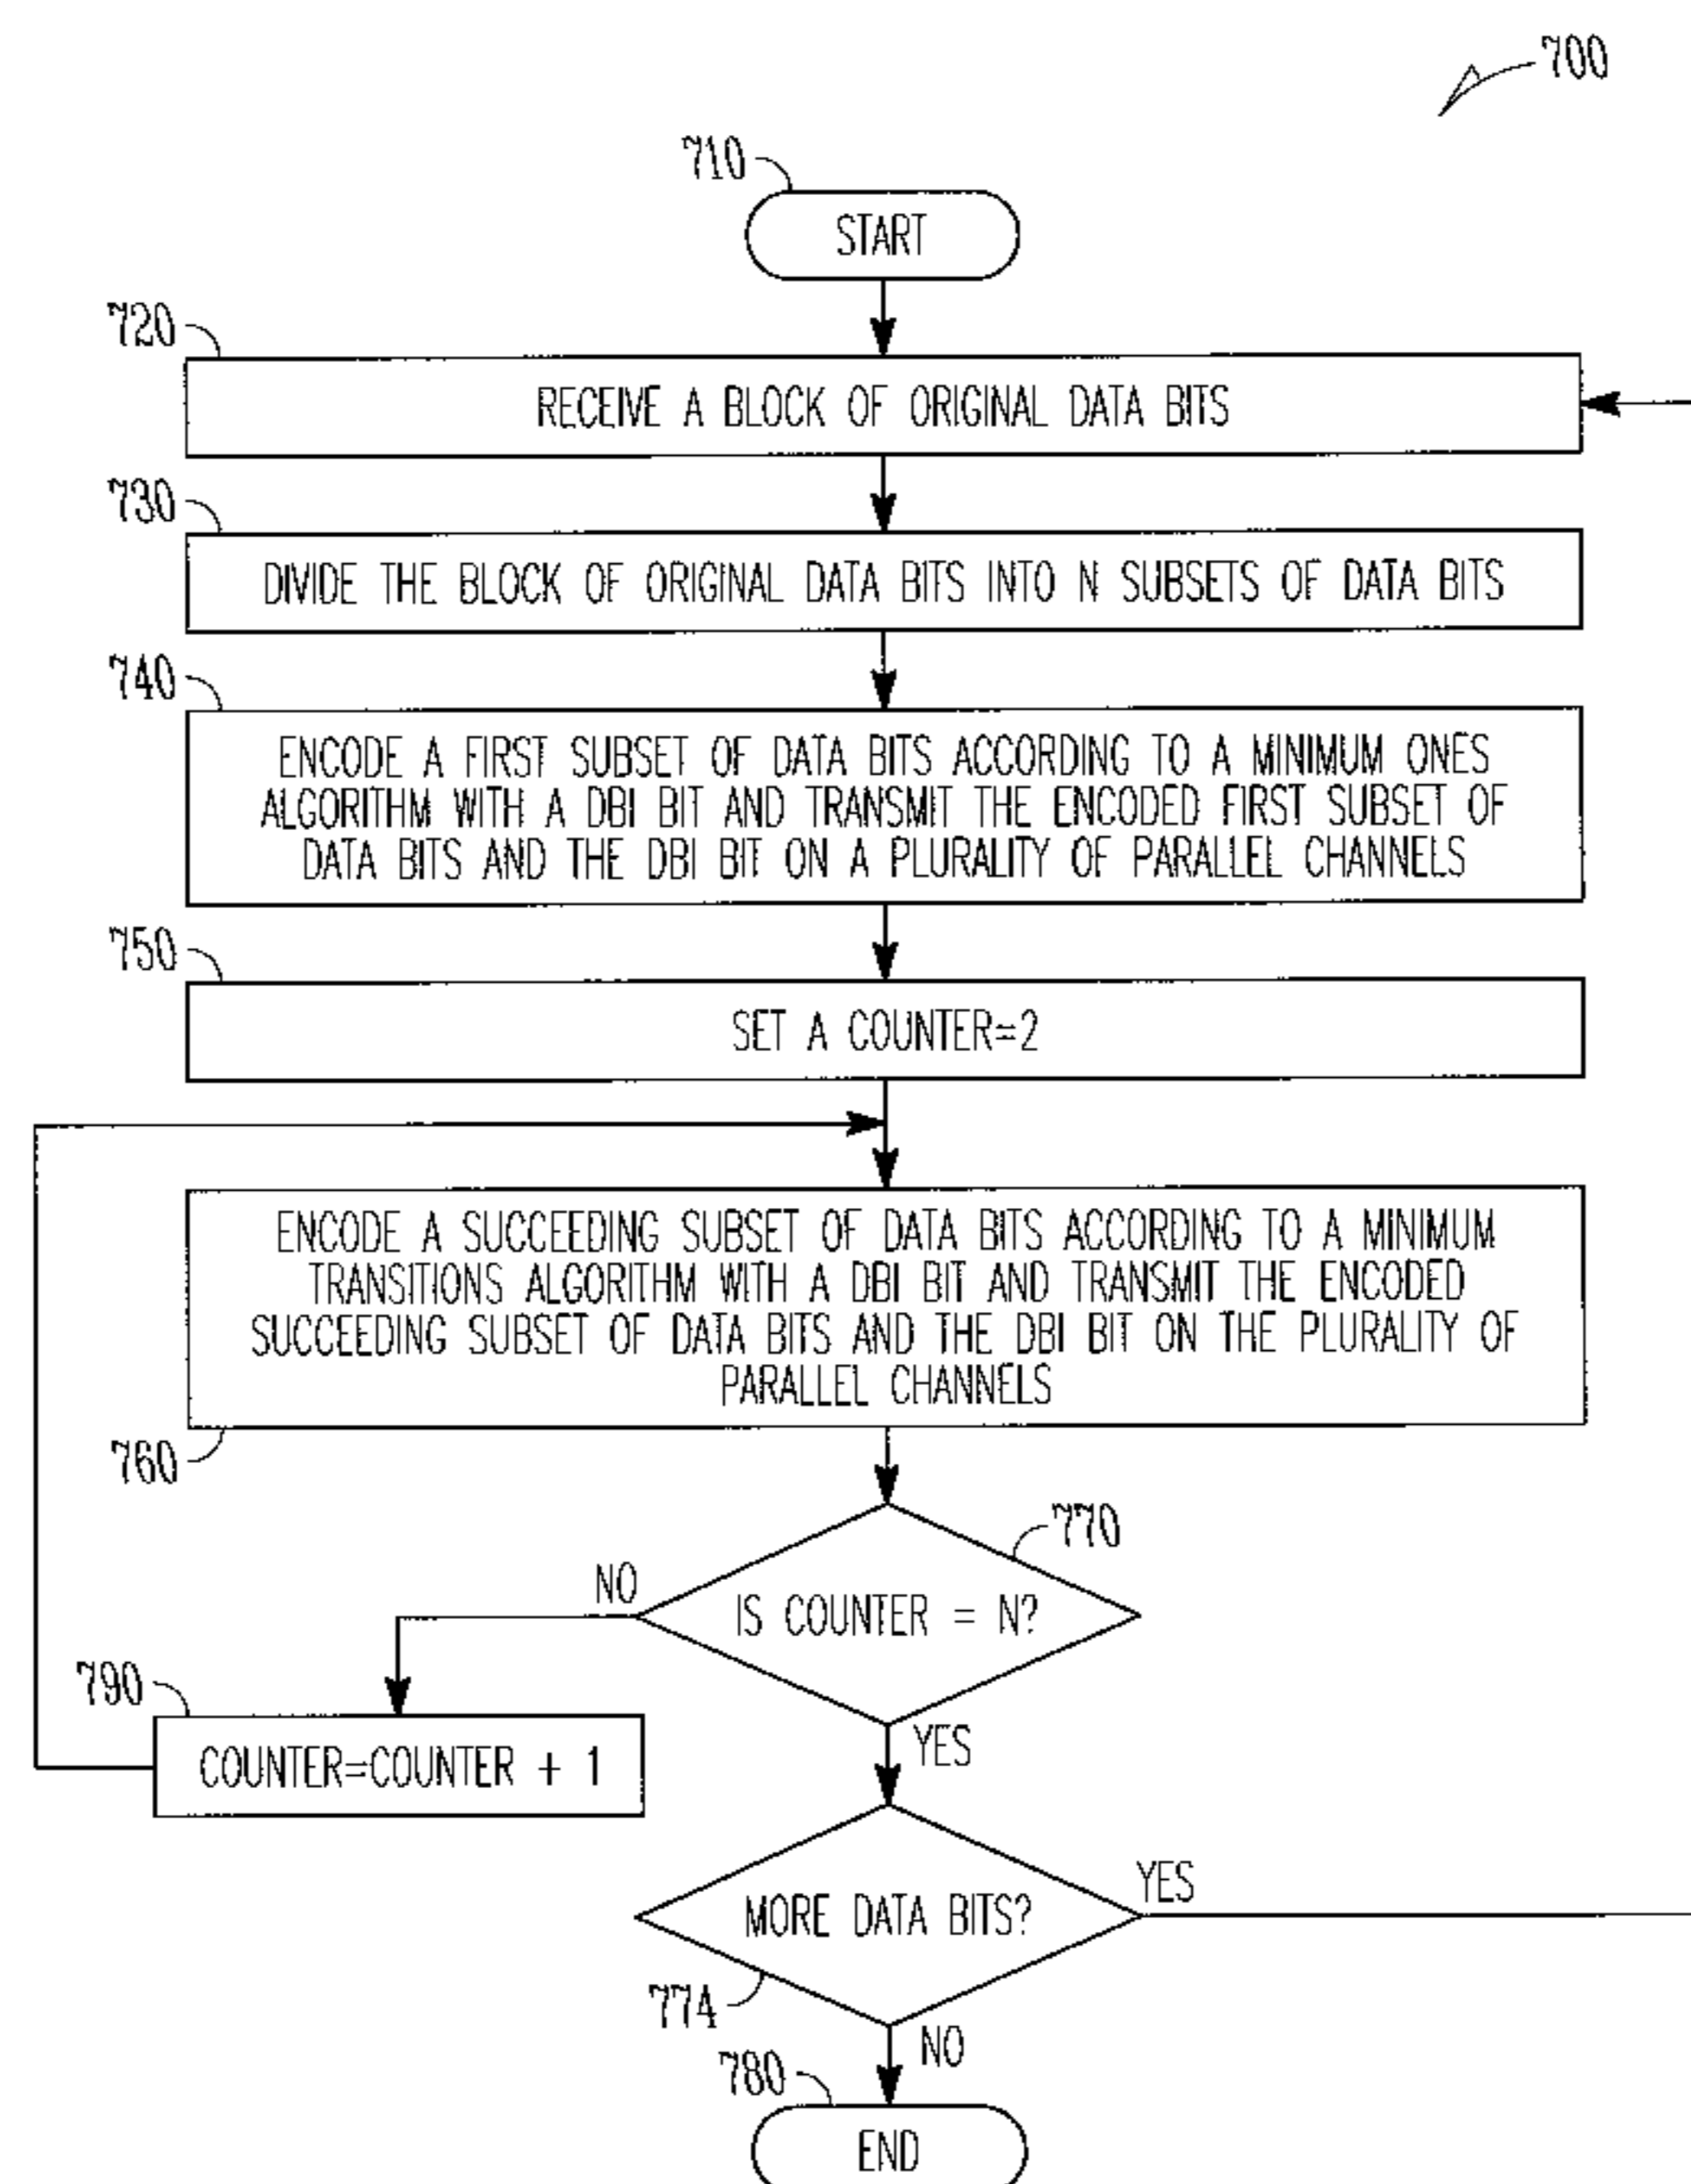 700
710
START
720
RECEIVE A BLOCK OF ORIGINAL DATA BITS
730
DIVIDE THE BLOCK OF ORIGINAL DATA BITS INTO N SUBSETS OF DATA BITS
740
ENCODE A FIRST SUBSET OF DATA BITS ACCORDING TO A MINIMUM ONES
ALGORITHM WITH A DBI BIT AND TRANSMIT THE ENCODED FIRST SUBSET OF
DATA BITS AND THE DBI BIT ON A PLURALITY OF PARALLEL CHANNELS
750
SET A COUNTER=2
ENCODE A SUCCEEDING SUBSET OF DATA BITS ACCORDING TO A MINIMUM
TRANSITIONS ALGORITHM WITH A DBI BIT AND TRANSMIT THE ENCODED
SUCCEEDING SUBSET OF DATA BITS AND THE DBI BIT ON THE PLURALITY OF
PARALLEL CHANNELS
760
770
NO
IS COUNTER = N?
790
YES
COUNTER=COUNTER + 1
YES
MORE DATA BITS?
774
NO
780
END